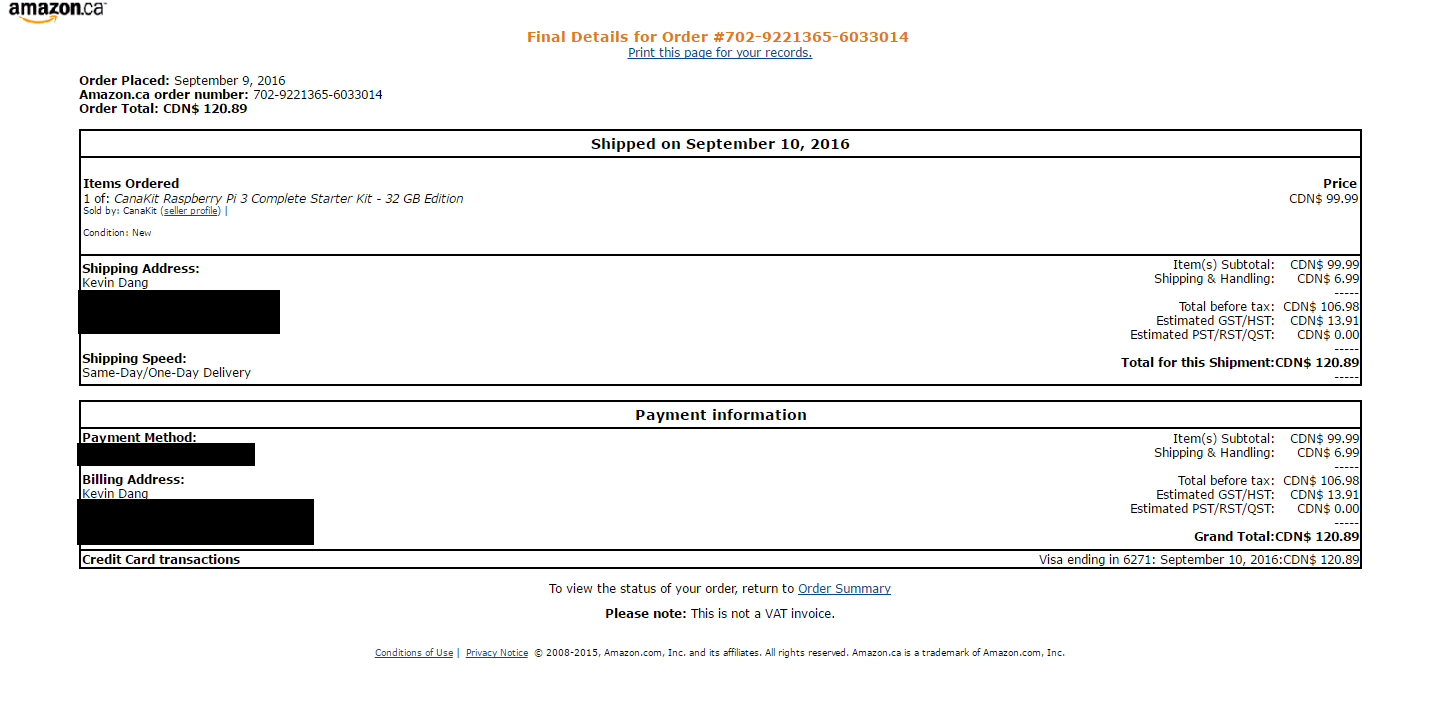 amazon.ca
Final Details for Order #702-9221365-6033014
Print this page for your records.
Order Placed: September 9, 2016
Amazon.ca order number: 702-9221365-6033014
Order Total: CDN$ 120.89
Shipped on September 10, 2016
Items Ordered Price
1 of: CanaKit Raspberry Pi 3 Complete Starter Kit - 32 GB Edition CDN$ 99.99
Sold by: CanaKit (seller profile) |
Condition: New
Shipping Address:
Kevin Dang
Shipping Speed:
Same-Day/One-Day Delivery
Item(s) Subtotal: CDN$ 99.99
Shipping & Handling: CDN$ 6.99
-----
Total before tax: CDN$ 106.98
Estimated GST/HST: CDN$ 13.91
Estimated PST/RST/QST: CDN$ 0.00
-----
Total for this Shipment:CDN$ 120.89
-----
Payment information
Payment Method:
Billing Address:
Kevin Dang
Item(s) Subtotal: CDN$ 99.99
Shipping & Handling: CDN$ 6.99
-----
Total before tax: CDN$ 106.98
Estimated GST/HST: CDN$ 13.91
Estimated PST/RST/QST: CDN$ 0.00
-----
Grand Total:CDN$ 120.89
Credit Card transactions Visa ending in 6271: September 10, 2016:CDN$ 120.89
To view the status of your order, return to Order Summary
Please note: This is not a VAT invoice.
Conditions of Use | Privacy Notice © 2008-2015, Amazon.com, Inc. and its affiliates. All rights reserved. Amazon.ca is a trademark of Amazon.com, Inc.